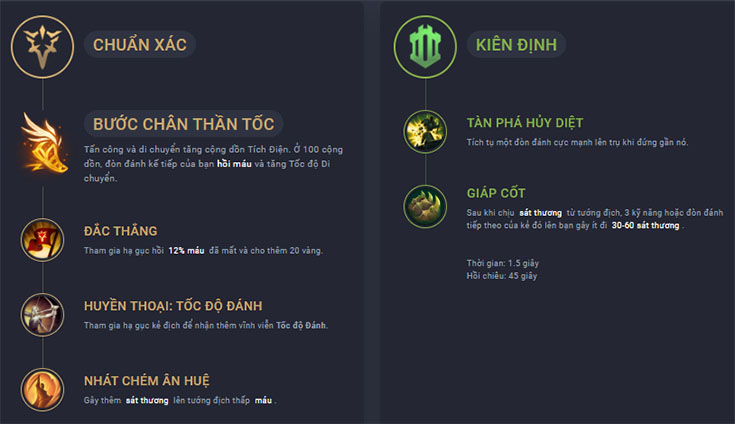 CHUẨN XÁC
BƯỚC CHÂN THẦN TỐC
Tấn công và di chuyển tăng cộng dồn Tích Điện. Ở 100 cộng
dồn, đòn đánh kế tiếp của bạn hồi máu và tăng Tốc độ Di
chuyển.
ĐẮC THẮNG
Tham gia hạ gục hồi 12% máu đã mất và cho thêm 20 vàng.
HUYỀN THOẠI: TỐC ĐỘ ĐÁNH
Tham gia hạ gục kẻ địch để nhận thêm vĩnh viễn Tốc độ Đánh.
NHÁT CHÉM ÂN HUỆ
Gây thêm sát thương lên tướng địch thấp máu .
KIÊN ĐỊNH
TÀN PHÁ HỦY DIỆT
Tích tụ một đòn đánh cực mạnh lên trụ khi đứng gần nó.
GIÁP CỐT
Sau khi chịu sát thương từ tướng địch, 3 kỹ năng hoặc đòn đánh
tiếp theo của kẻ đó lên bạn gây ít đi 30-60 sát thương .
Thời gian: 1.5 giây
Hồi chiêu: 45 giây